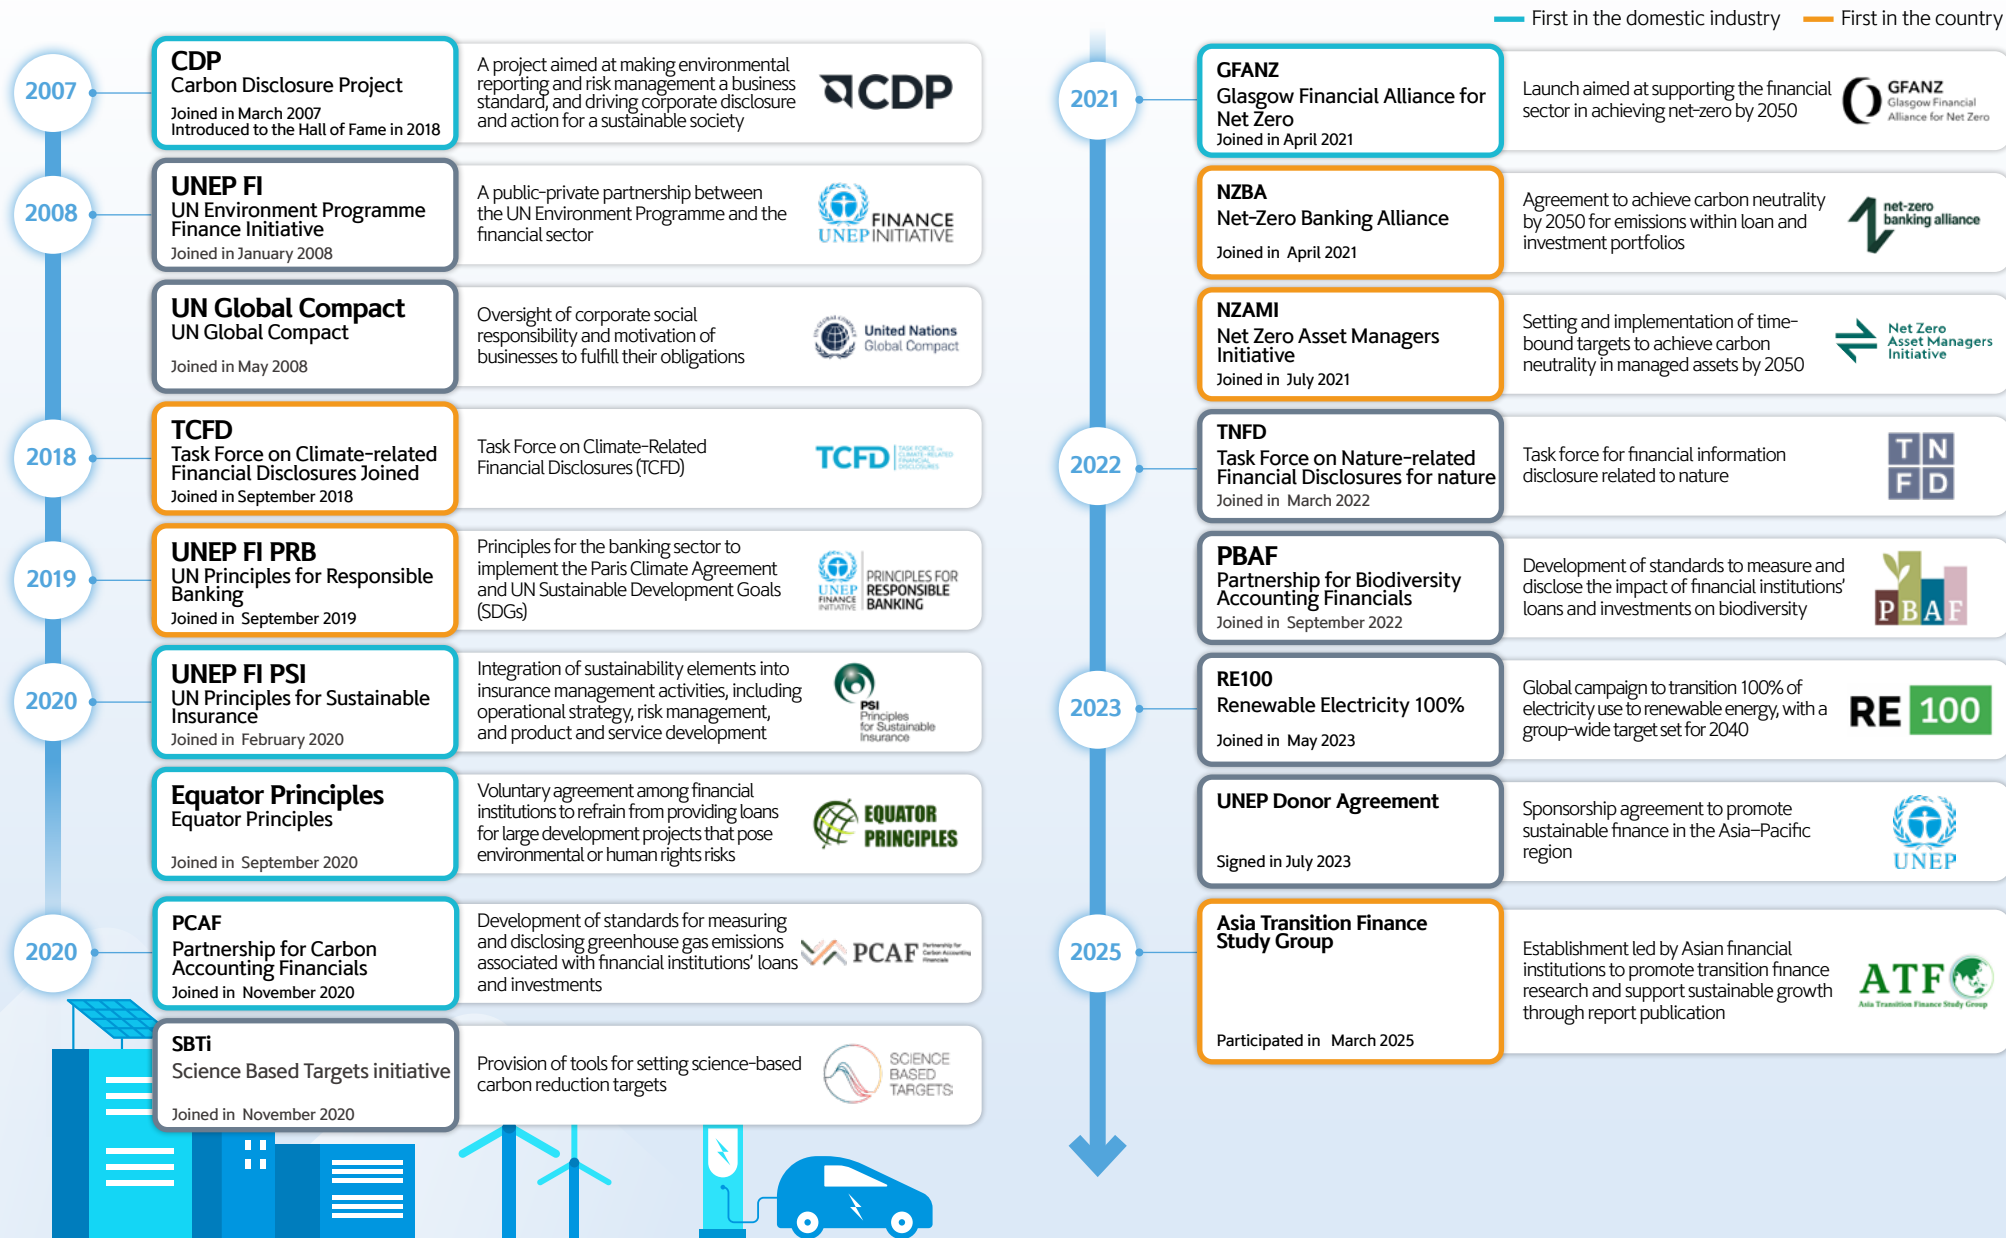 First in the domestic industry
First in the country
2007
CDP
Carbon Disclosure Project
Joined in March 2007
Introduced to the Hall of Fame in 2018
A project aimed at making environmental
reporting and risk management a business
standard, and driving corporate disclosure
and action for a sustainable society
CDP
2008
UNEP FI
UN Environment Programme
Finance Initiative
Joined in January 2008
A public-private partnership between
the UN Environment Programme and the
financial sector
FINANCE
UNEP INITIATIVE
UN Global Compact
UN Global Compact
Joined in May 2008
Oversight of corporate social
responsibility and motivation of
businesses to fulfill their obligations
United Nations
Global Compact
2018
TCFD
Task Force on Climate-related
Financial Disclosures Joined
Joined in September 2018
Task Force on Climate-Related
Financial Disclosures (TCFD)
TCFD
TASK FORCE ON
CLIMATE-RELATED
FINANCIAL
DISCLOSURES
2019
UNEP FI PRB
UN Principles for Responsible
Banking
Joined in September 2019
Principles for the banking sector to
implement the Paris Climate Agreement
and UN Sustainable Development Goals
(SDGs)
UNEP
FINANCE
INITIATIVE
PRINCIPLES FOR
RESPONSIBLE
BANKING
2020
UNEP FI PSI
UN Principles for Sustainable
Insurance
Joined in February 2020
Integration of sustainability elements into
insurance management activities, including
operational strategy, risk management,
and product and service development
PSI
Principles
for Sustainable
Insurance
Equator Principles
Equator Principles
Joined in September 2020
Voluntary agreement among financial
institutions to refrain from providing loans
for large development projects that pose
environmental or human rights risks
EQUATOR
PRINCIPLES
2020
PCAF
Partnership for Carbon
Accounting Financials
Joined in November 2020
Development of standards for measuring
and disclosing greenhouse gas emissions
associated with financial institutions' loans
and investments
PCAF
Partnership for
Carbon Accounting
Financials
SBTi
Science Based Targets initiative
Joined in November 2020
Provision of tools for setting science-based
carbon reduction targets
SCIENCE
BASED
TARGETS
2021
GFANZ
Glasgow Financial Alliance for
Net Zero
Joined in April 2021
Launch aimed at supporting the financial
sector in achieving net-zero by 2050
GFANZ
Glasgow Financial
Alliance for Net Zero
NZBA
Net-Zero Banking Alliance
Joined in April 2021
Agreement to achieve carbon neutrality
by 2050 for emissions within loan and
investment portfolios
net-zero
banking alliance
NZAMI
Net Zero Asset Managers
Initiative
Joined in July 2021
Setting and implementation of time-
bound targets to achieve carbon
neutrality in managed assets by 2050
Net Zero
Asset Managers
Initiative
2022
TNFD
Task Force on Nature-related
Financial Disclosures for nature
Joined in March 2022
Task force for financial information
disclosure related to nature
T N
F D
PBAF
Partnership for Biodiversity
Accounting Financials
Joined in September 2022
Development of standards to measure and
disclose the impact of financial institutions'
loans and investments on biodiversity
PBAF
2023
RE100
Renewable Electricity 100%
Joined in May 2023
Global campaign to transition 100% of
electricity use to renewable energy, with a
group-wide target set for 2040
RE 100
UNEP Donor Agreement
Signed in July 2023
Sponsorship agreement to promote
sustainable finance in the Asia–Pacific
region
UNEP
2025
Asia Transition Finance
Study Group
Participated in March 2025
Establishment led by Asian financial
institutions to promote transition finance
research and support sustainable growth
through report publication
ATF
Asia Transition Finance Study Group